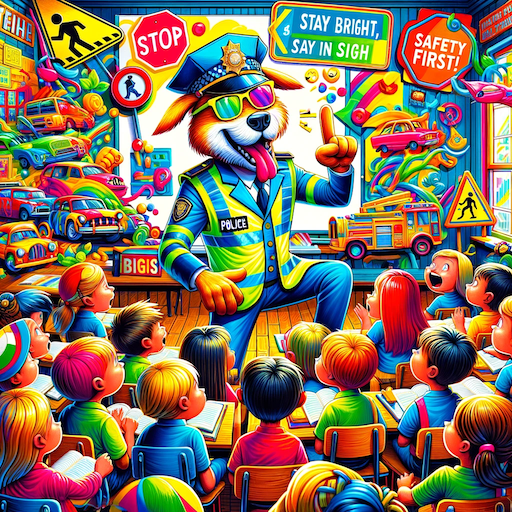 STOP
STAY BRIGHT,
SAY IN SIGH
SAFETY
FIRST!
POLICE
BIGIS